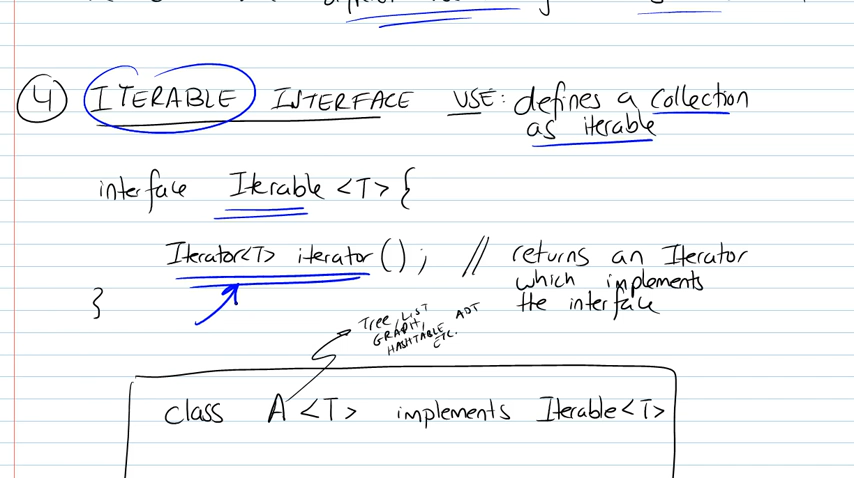 ④ ITERABLE INTERFACE USE: defines a collection
as iterable
interface Iterable <T> {
Iterator<T> iterator(); // returns an Iterator
which implements
the interface
}
Tree, LIST
GRAPH, ADT
HASHTABLE
ETC.
class A <T> implements Iterable<T>